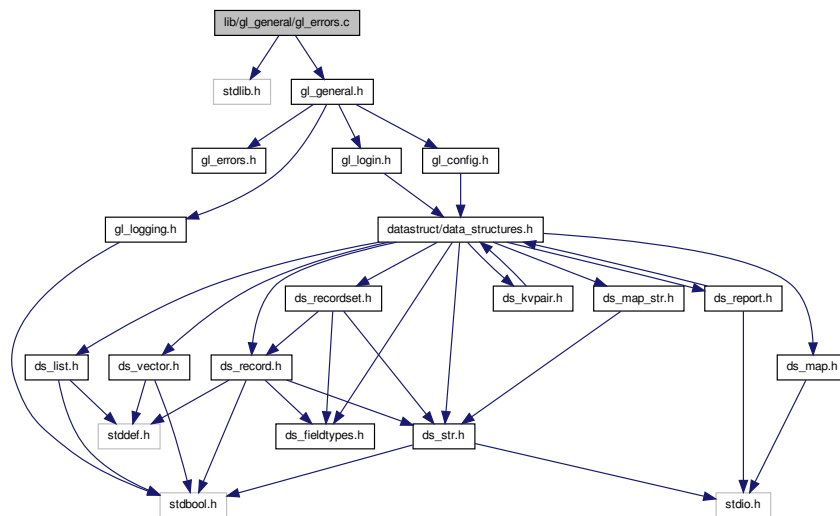 lib/gl_general/gl_errors.c
stdlib.h
gl_general.h
gl_errors.h
gl_login.h
gl_config.h
gl_logging.h
datastruct/data_structures.h
ds_recordset.h
ds_kvpair.h
ds_map_str.h
ds_report.h
ds_list.h
ds_vector.h
ds_record.h
ds_map.h
stddef.h
ds_fieldtypes.h
ds_str.h
stdbool.h
stdio.h